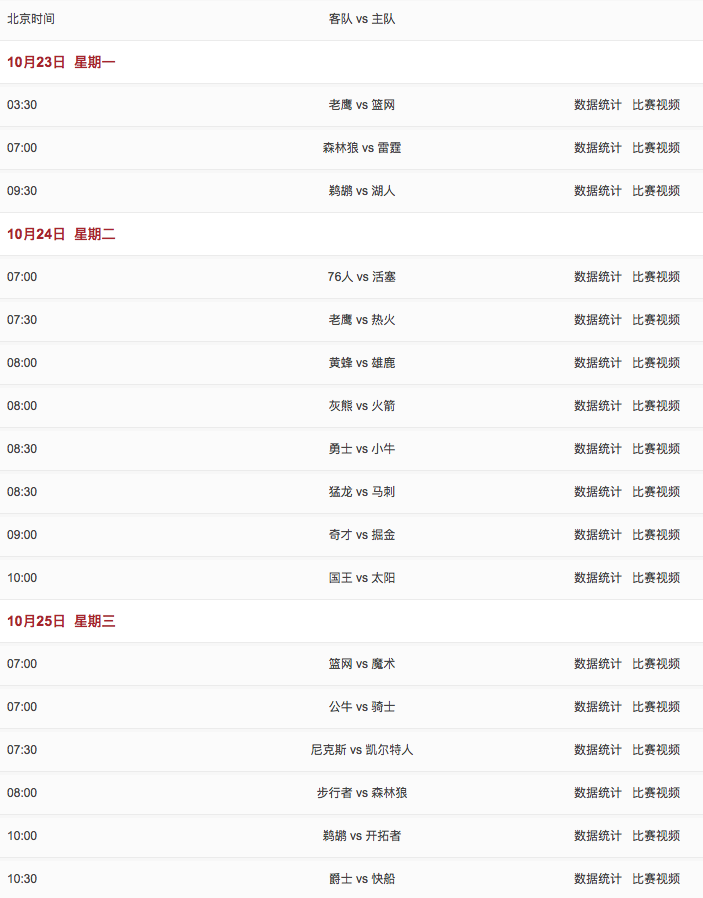 北京时间 客队 vs 主队
10月23日 星期一
03:30 老鹰 vs 篮网 数据统计 比赛视频
07:00 森林狼 vs 雷霆 数据统计 比赛视频
09:30 鹈鹕 vs 湖人 数据统计 比赛视频
10月24日 星期二
07:00 76人 vs 活塞 数据统计 比赛视频
07:30 老鹰 vs 热火 数据统计 比赛视频
08:00 黄蜂 vs 雄鹿 数据统计 比赛视频
08:00 灰熊 vs 火箭 数据统计 比赛视频
08:30 勇士 vs 小牛 数据统计 比赛视频
08:30 猛龙 vs 马刺 数据统计 比赛视频
09:00 奇才 vs 掘金 数据统计 比赛视频
10:00 国王 vs 太阳 数据统计 比赛视频
10月25日 星期三
07:00 篮网 vs 魔术 数据统计 比赛视频
07:00 公牛 vs 骑士 数据统计 比赛视频
07:30 尼克斯 vs 凯尔特人 数据统计 比赛视频
08:00 步行者 vs 森林狼 数据统计 比赛视频
10:00 鹈鹕 vs 开拓者 数据统计 比赛视频
10:30 爵士 vs 快船 数据统计 比赛视频